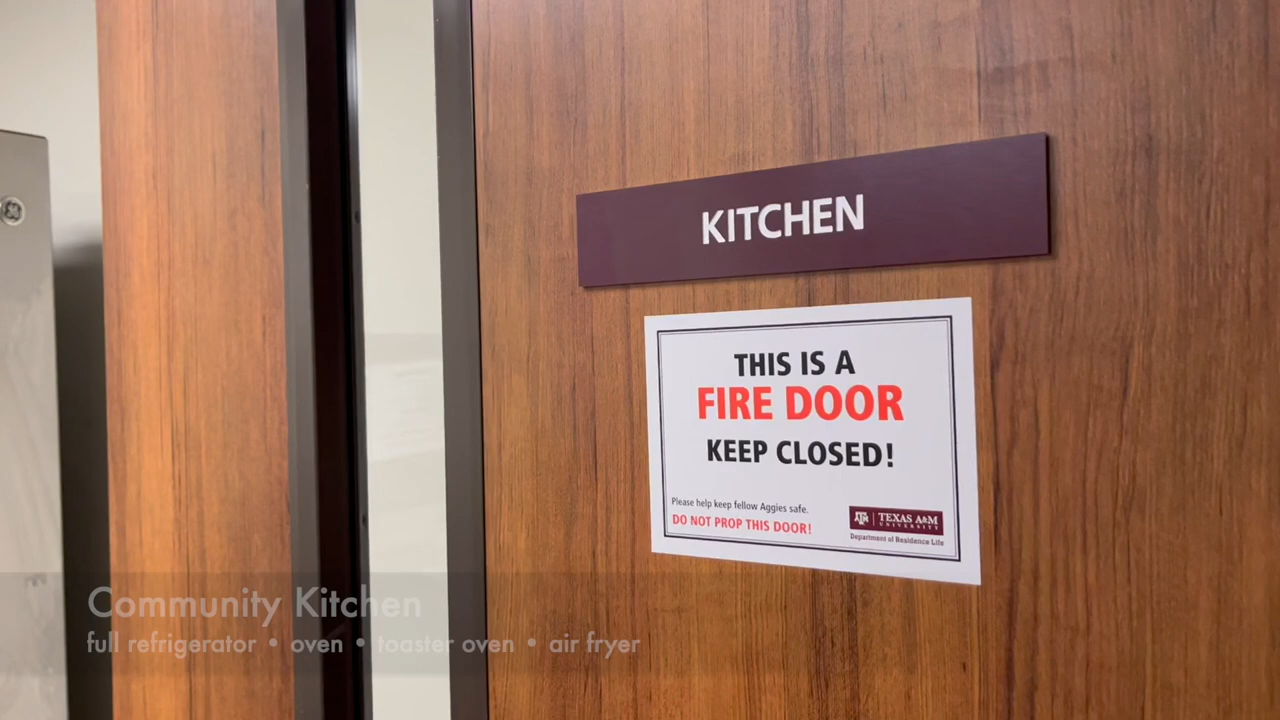 KITCHEN
THIS IS A
FIRE DOOR
KEEP CLOSED!
Please help keep fellow Aggies safe.
DO NOT PROP THIS DOOR!
ATM | TEXAS A&M
UNIVERSITY
Department of Residence Life
Community Kitchen
full refrigerator • oven • toaster oven • air fryer